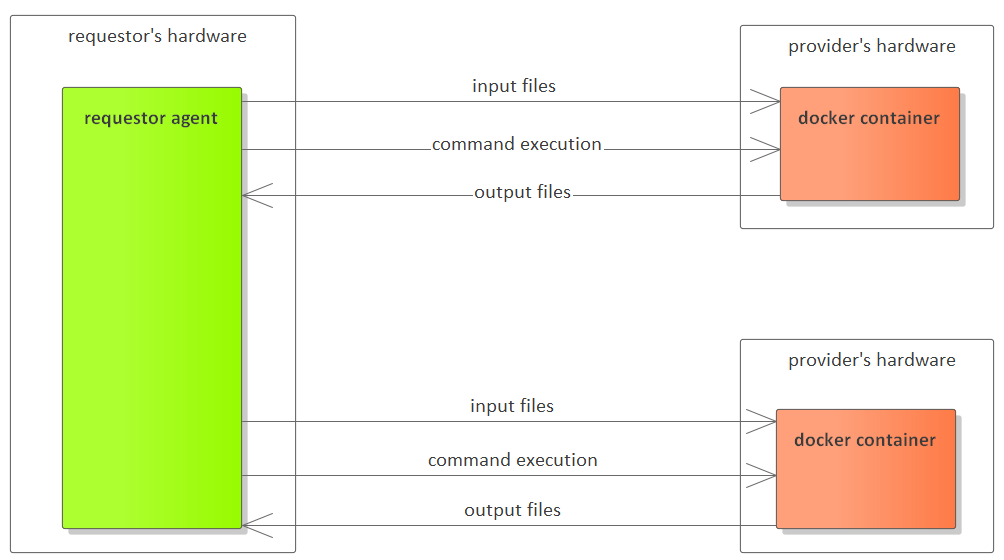 requestor's hardware
provider's hardware
input files
requestor agent
docker container
command execution
output files
provider's hardware
input files
docker container
command execution
output files